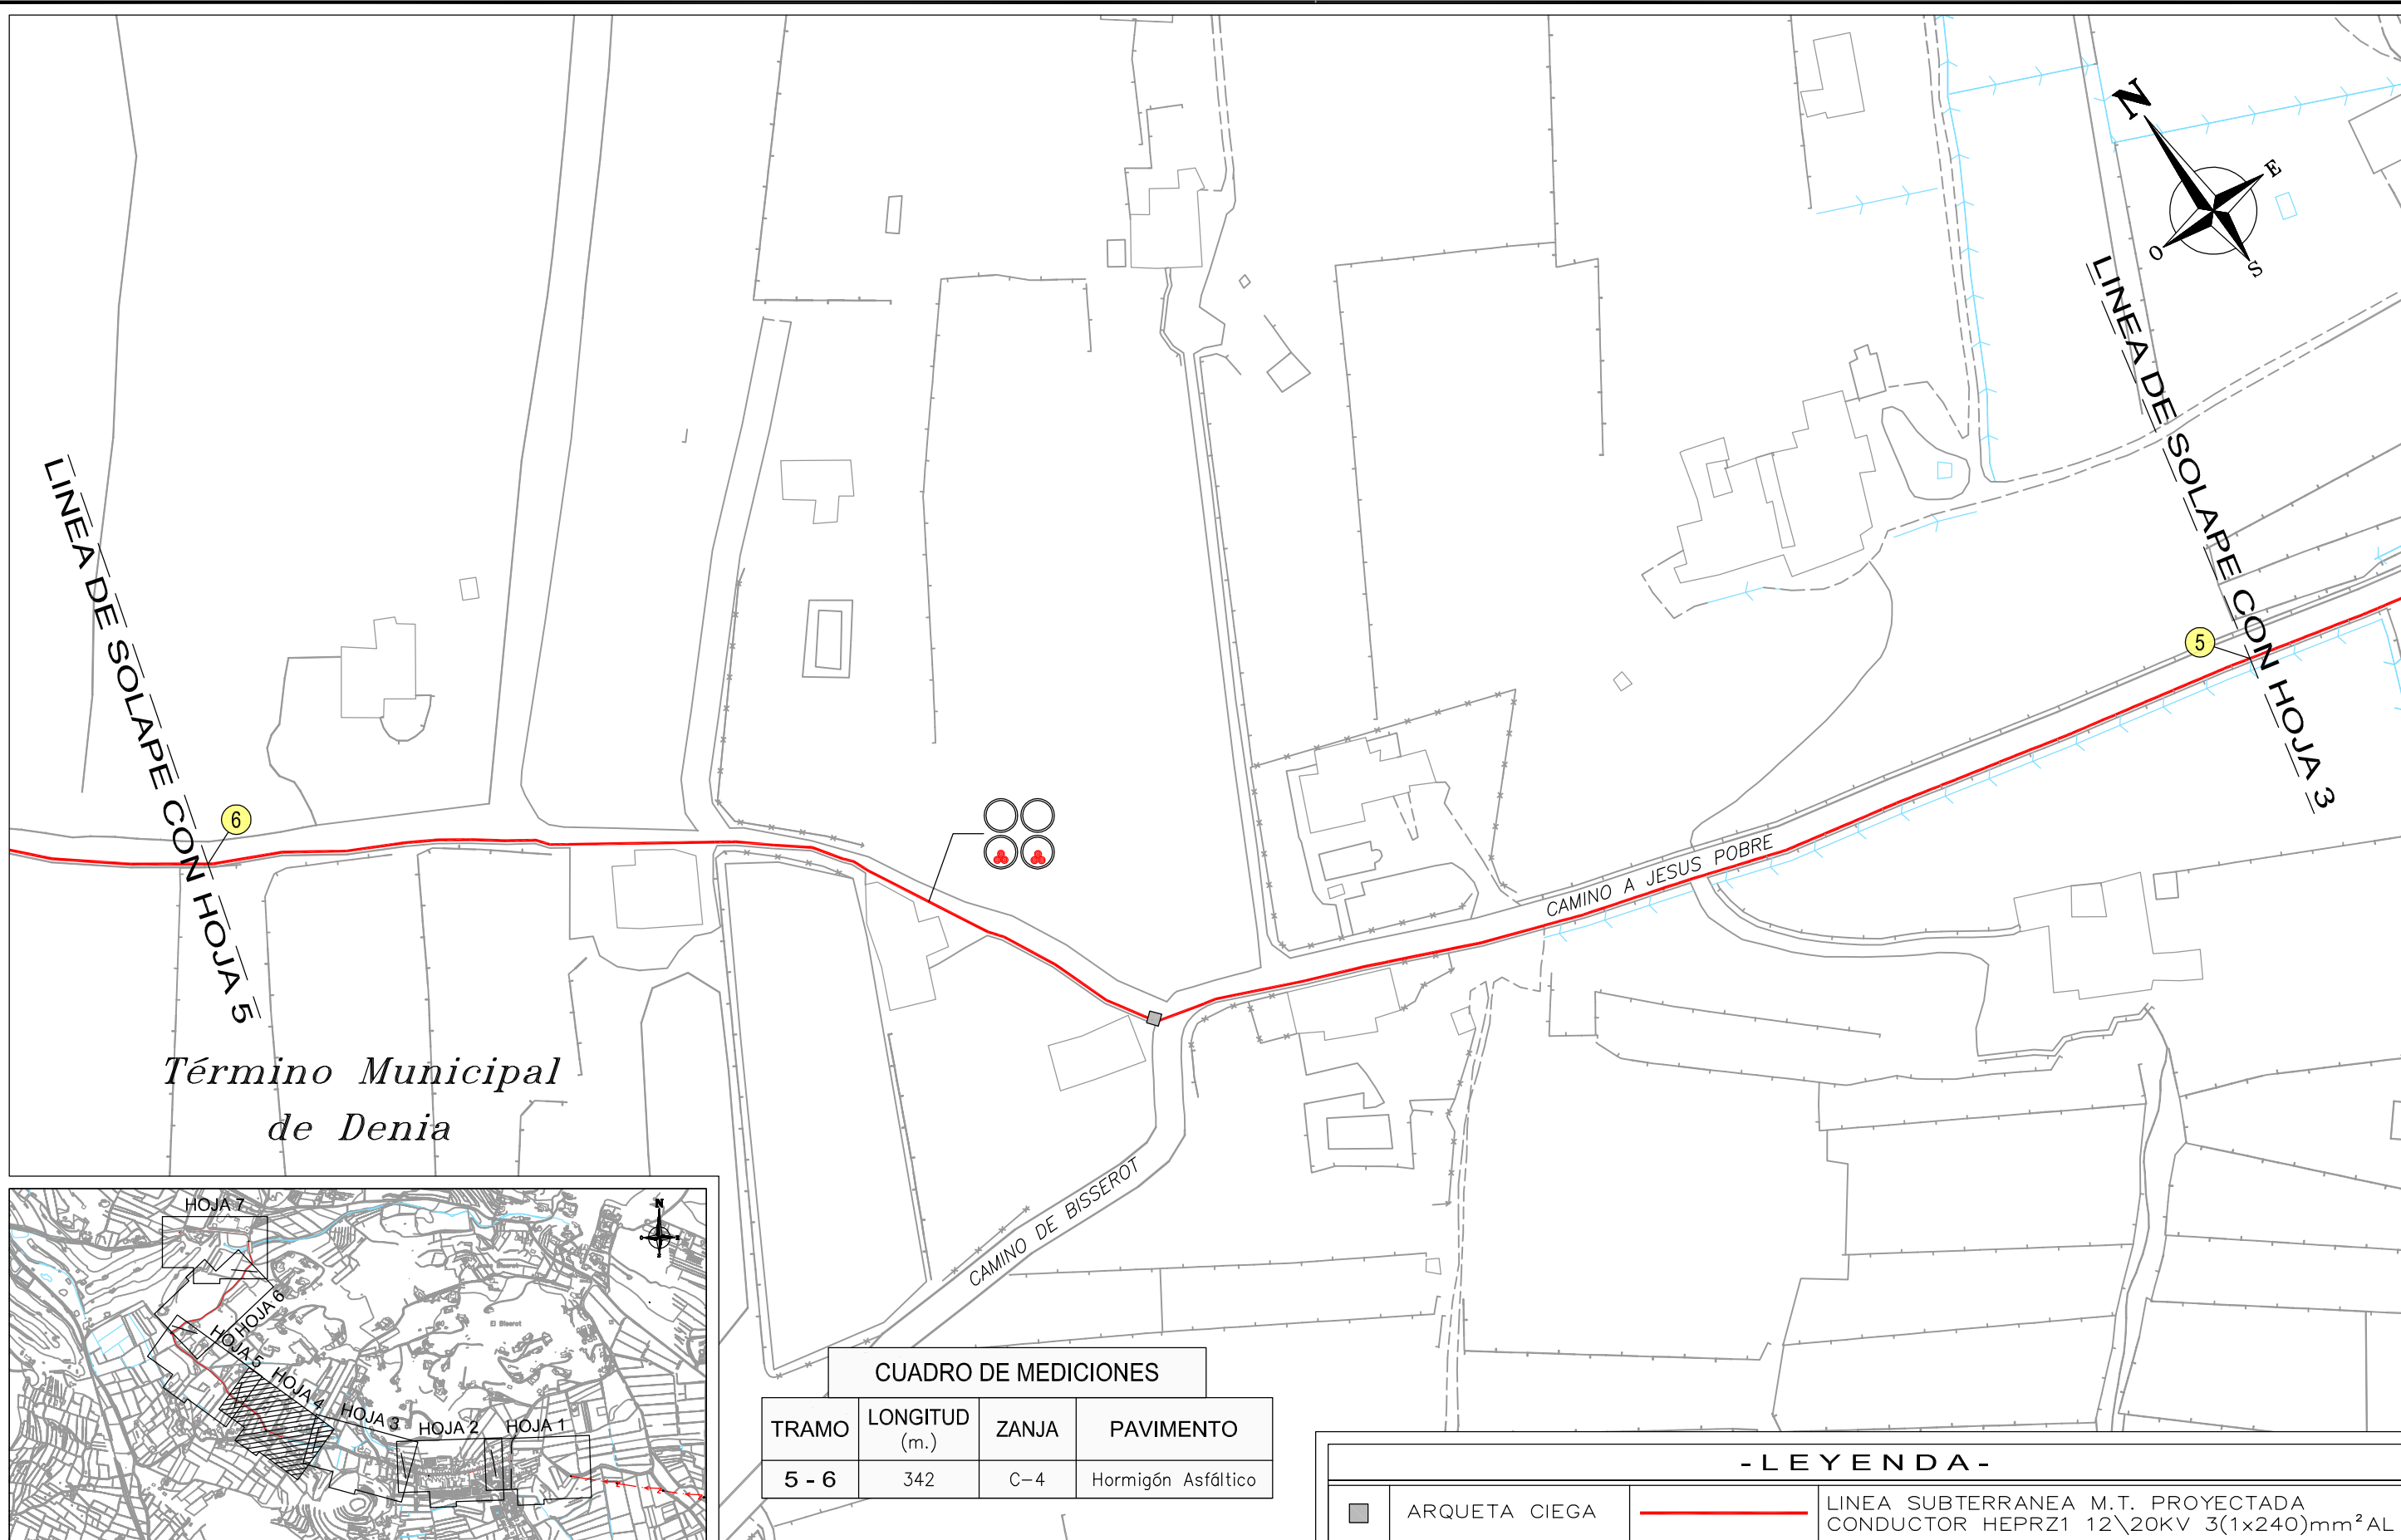 N
E
O
S
LINEA DE SOLAPE CON HOJA 3
LINEA DE SOLAPE CON HOJA 5
5
6
CAMINO A JESUS POBRE
CAMINO DE BISSEROT
Término Municipal
de Denia
HOJA 7
N
HOJA 6
HO
HOJA 5
HOJA 4
HOJA 3
HOJA 2
HOJA 1
CUADRO DE MEDICIONES
TRAMO
LONGITUD
(m.)
ZANJA
PAVIMENTO
5 - 6
342
C-4
Hormigón Asfáltico
-LEYENDA-
ARQUETA CIEGA
LINEA SUBTERRANEA M.T. PROYECTADA
CONDUCTOR HEPRZ1 12\20KV 3(1x240)mm²AL